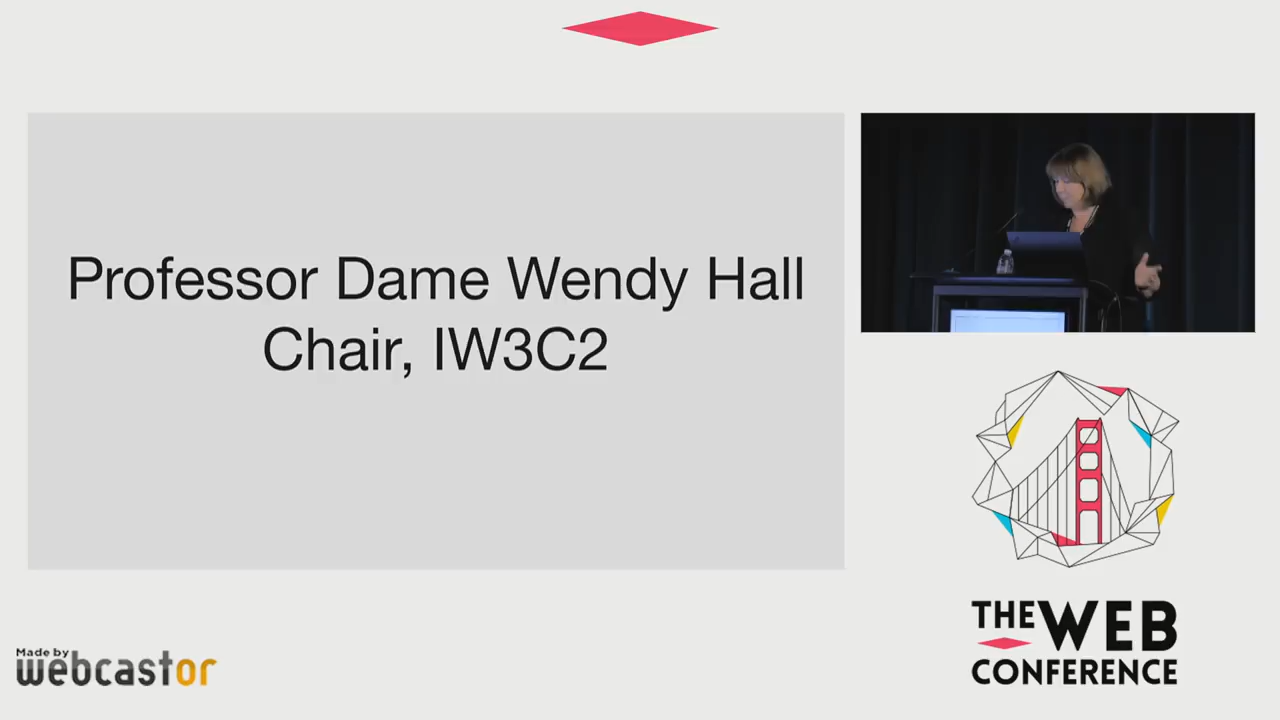 Professor Dame Wendy Hall
Chair, IW3C2
Made by
webcastor
THE WEB
CONFERENCE